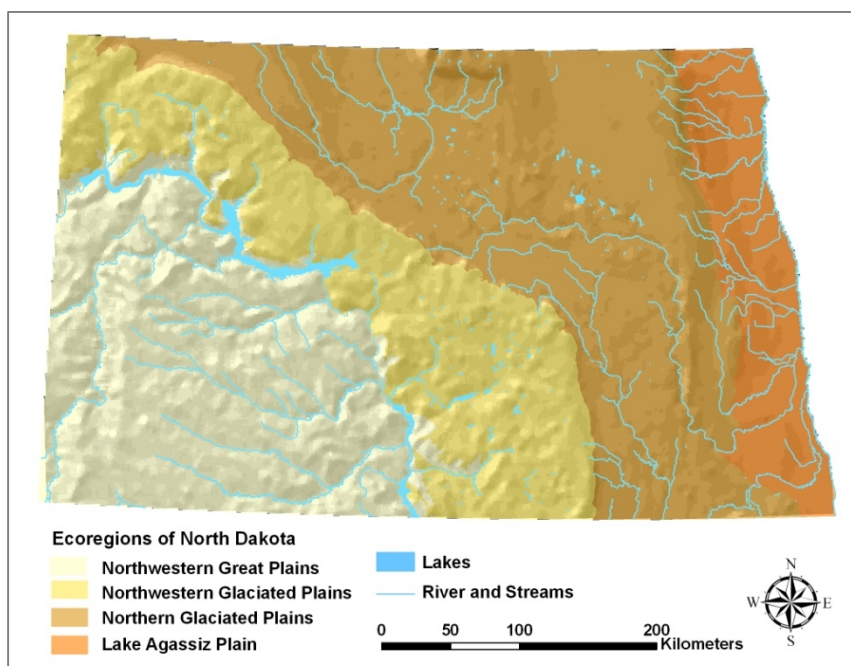 Ecoregions of North Dakota
Northwestern Great Plains
Northwestern Glaciated Plains
Northern Glaciated Plains
Lake Agassiz Plain
Lakes
River and Streams
0 50 100 200
Kilometers
N
W E
S